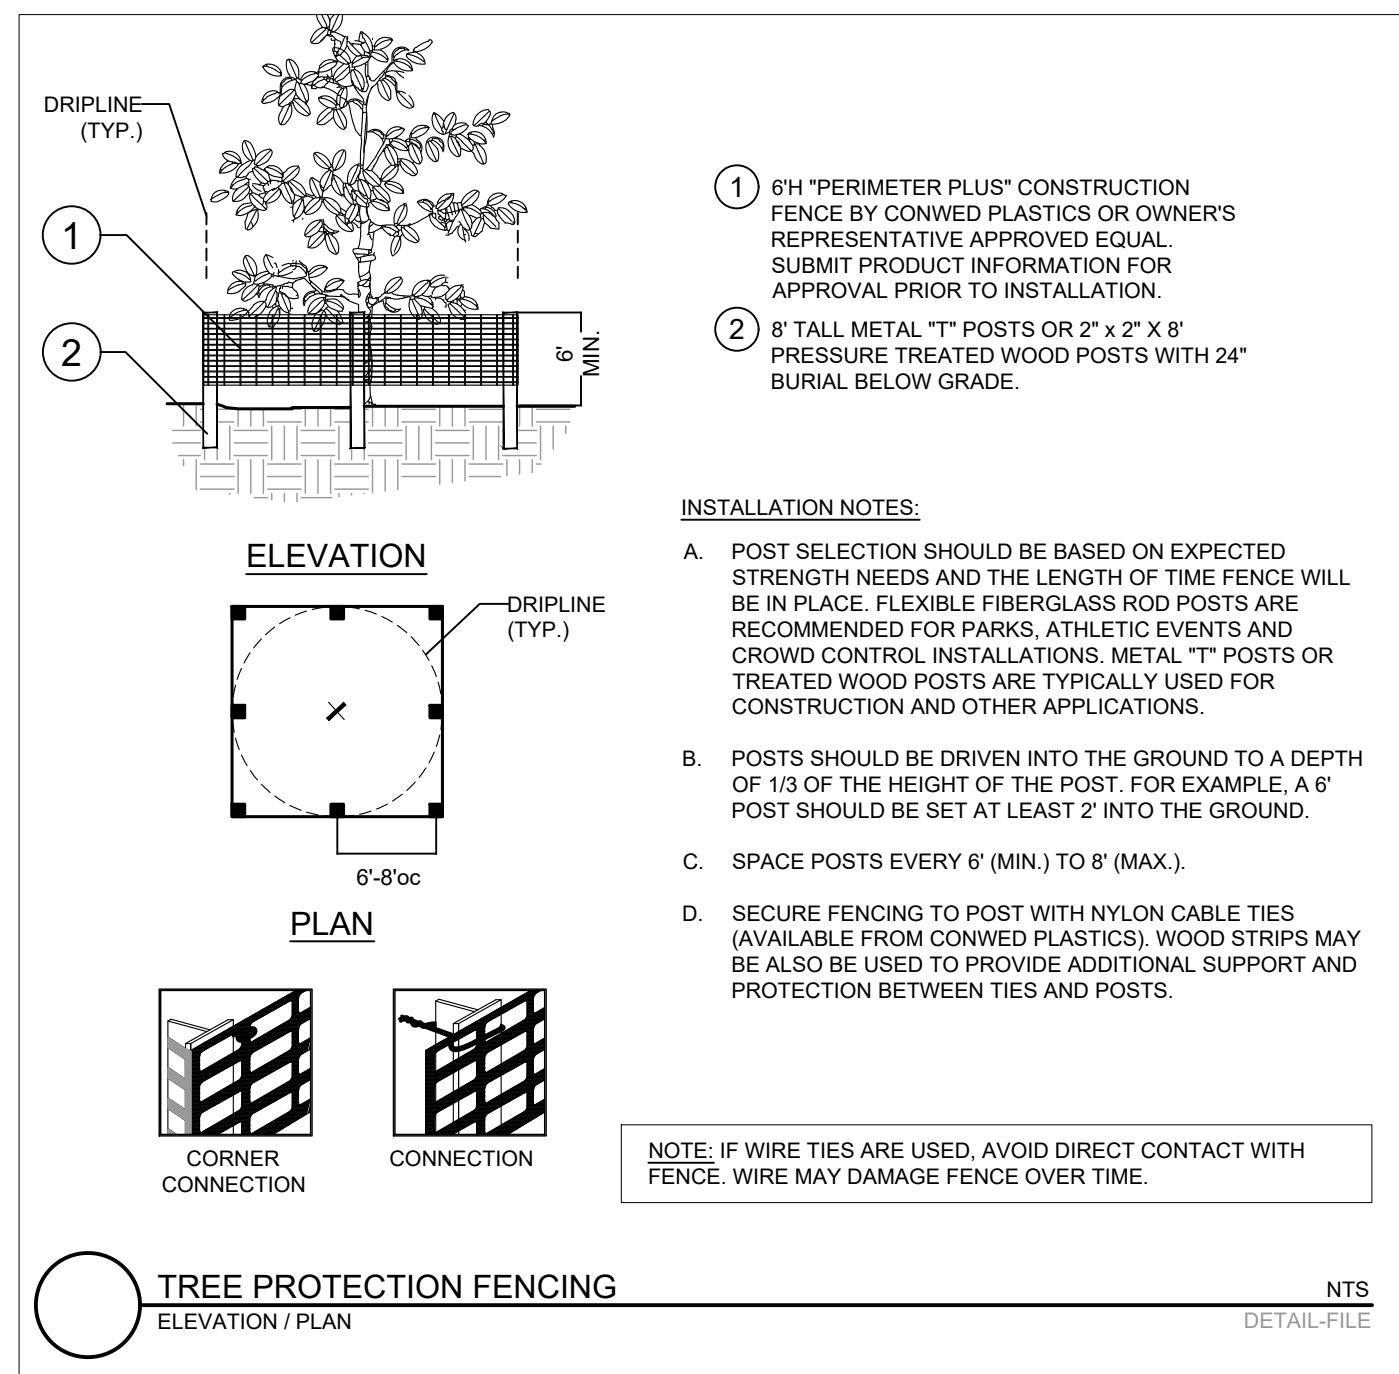 DRIPLINE
(TYP.)
1
2
6'
MIN.
1
6'H "PERIMETER PLUS" CONSTRUCTION
FENCE BY CONWED PLASTICS OR OWNER'S
REPRESENTATIVE APPROVED EQUAL.
SUBMIT PRODUCT INFORMATION FOR
APPROVAL PRIOR TO INSTALLATION.
2
8' TALL METAL "T" POSTS OR 2" x 2" X 8'
PRESSURE TREATED WOOD POSTS WITH 24"
BURIAL BELOW GRADE.
ELEVATION
DRIPLINE
(TYP.)
6'-8'oc
PLAN
CORNER
CONNECTION
CONNECTION
INSTALLATION NOTES:
A. POST SELECTION SHOULD BE BASED ON EXPECTED
STRENGTH NEEDS AND THE LENGTH OF TIME FENCE WILL
BE IN PLACE. FLEXIBLE FIBERGLASS ROD POSTS ARE
RECOMMENDED FOR PARKS, ATHLETIC EVENTS AND
CROWD CONTROL INSTALLATIONS. METAL "T" POSTS OR
TREATED WOOD POSTS ARE TYPICALLY USED FOR
CONSTRUCTION AND OTHER APPLICATIONS.
B. POSTS SHOULD BE DRIVEN INTO THE GROUND TO A DEPTH
OF 1/3 OF THE HEIGHT OF THE POST. FOR EXAMPLE, A 6'
POST SHOULD BE SET AT LEAST 2' INTO THE GROUND.
C. SPACE POSTS EVERY 6' (MIN.) TO 8' (MAX.).
D. SECURE FENCING TO POST WITH NYLON CABLE TIES
(AVAILABLE FROM CONWED PLASTICS). WOOD STRIPS MAY
BE ALSO BE USED TO PROVIDE ADDITIONAL SUPPORT AND
PROTECTION BETWEEN TIES AND POSTS.
NOTE: IF WIRE TIES ARE USED, AVOID DIRECT CONTACT WITH
FENCE. WIRE MAY DAMAGE FENCE OVER TIME.
TREE PROTECTION FENCING
NTS
ELEVATION / PLAN
DETAIL-FILE